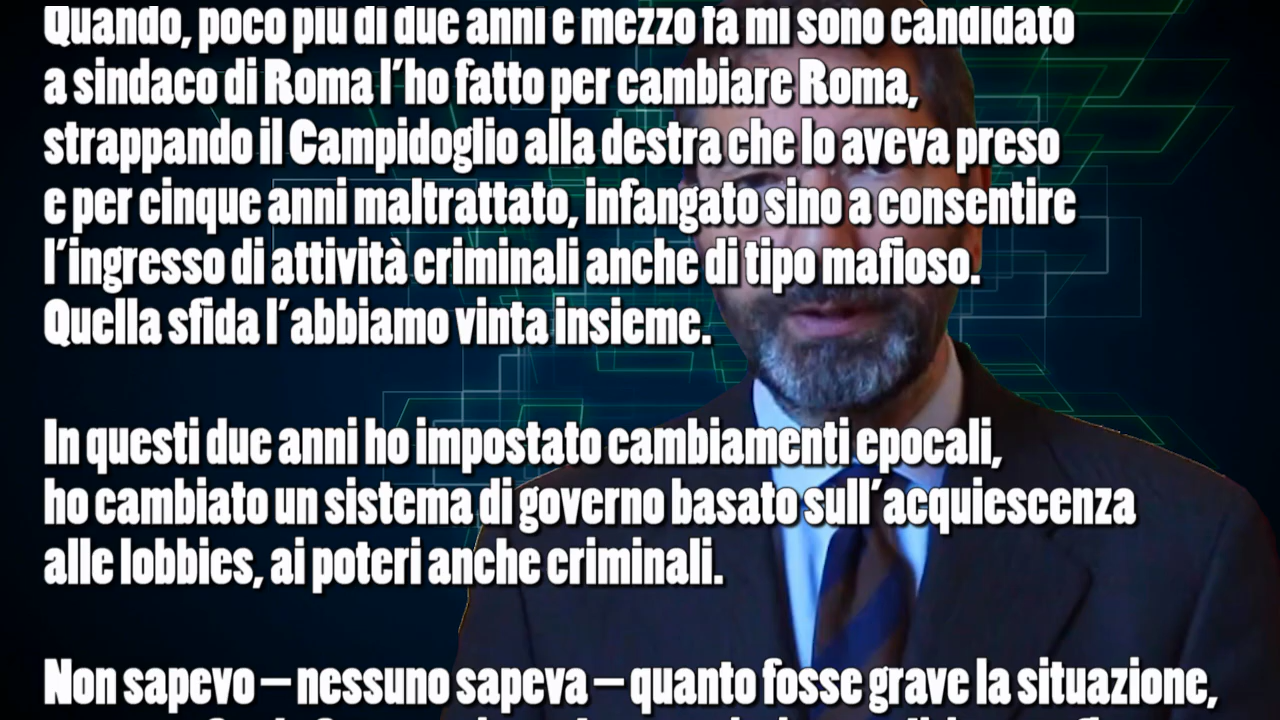 Quando, poco più di due anni e mezzo fa mi sono candidato
a sindaco di Roma l'ho fatto per cambiare Roma,
strappando il Campidoglio alla destra che lo aveva preso
e per cinque anni maltrattato, infangato sino a consentire
l'ingresso di attività criminali anche di tipo mafioso.
Quella sfida l'abbiamo vinta insieme.
In questi due anni ho impostato cambiamenti epocali,
ho cambiato un sistema di governo basato sull'acquiescenza
alle lobbies, ai poteri anche criminali.
Non sapevo – nessuno sapeva – quanto fosse grave la situazione,